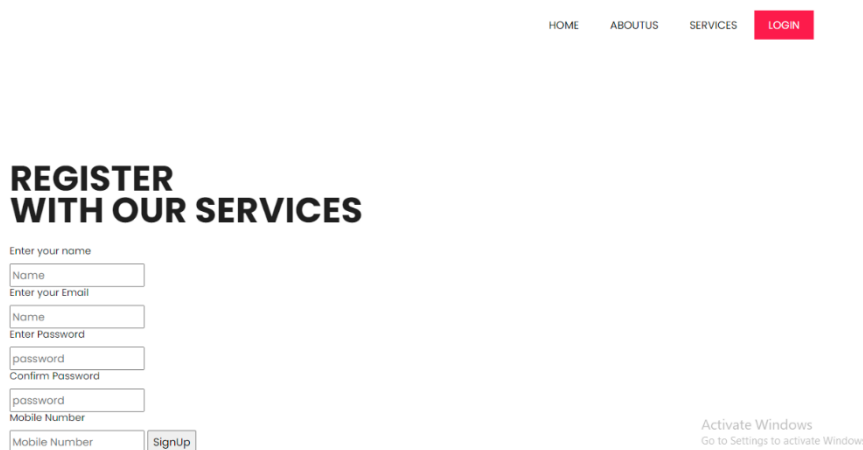 HOME ABOUTUS SERVICES LOGIN
REGISTER
WITH OUR SERVICES
Enter your name
Name
Enter your Email
Name
Enter Password
password
Confirm Password
password
Mobile Number
Mobile Number SignUp
Activate Windows
Go to Settings to activate Windows